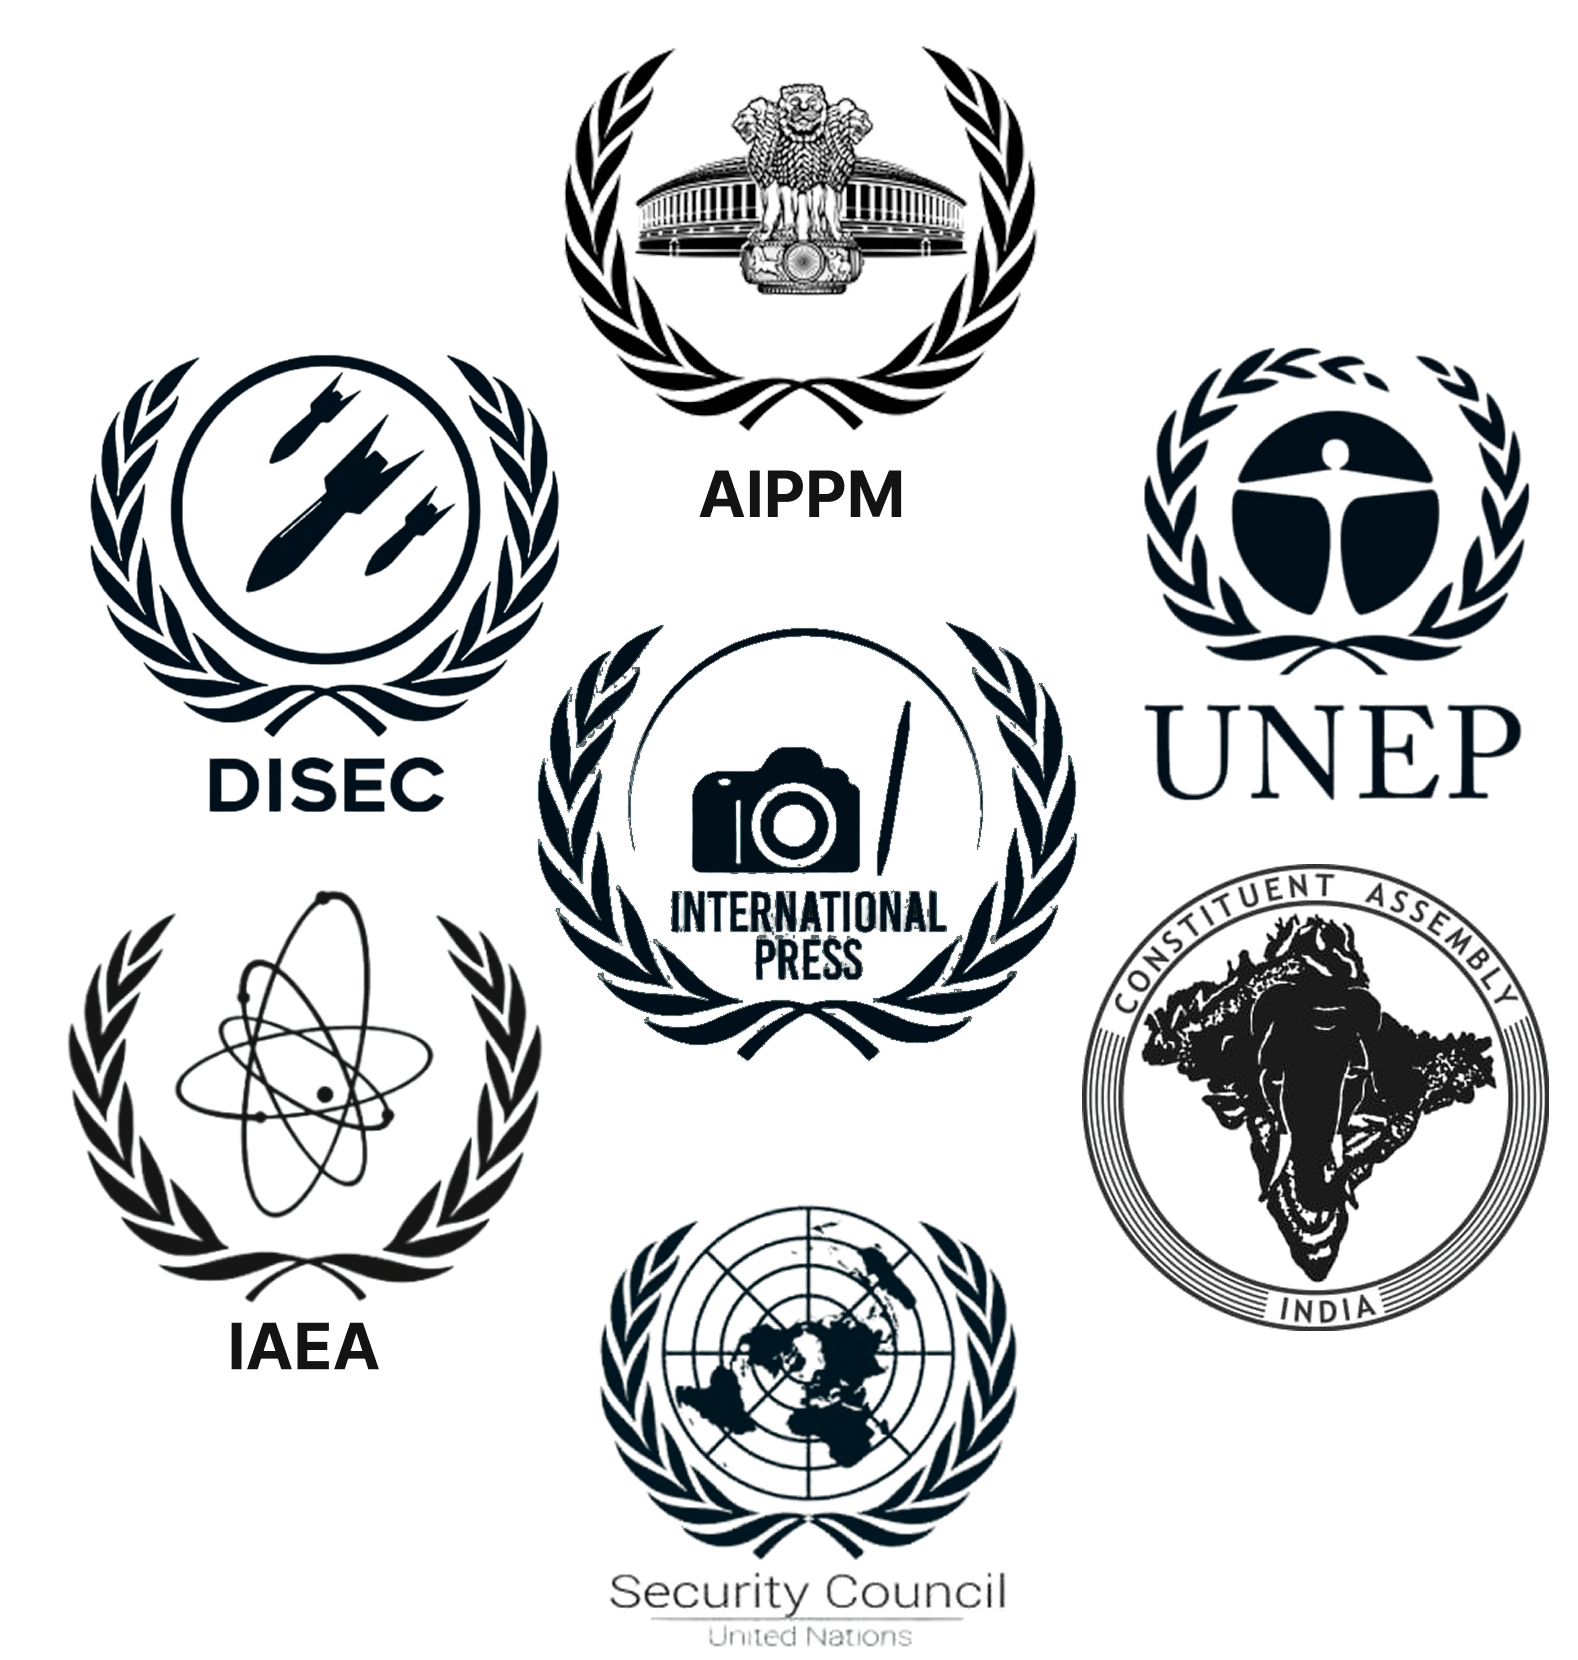 AIPPM
DISEC
UNEP
INTERNATIONAL
PRESS
CONSTITUENT ASSEMBLY
INDIA
IAEA
Security Council
United Nations